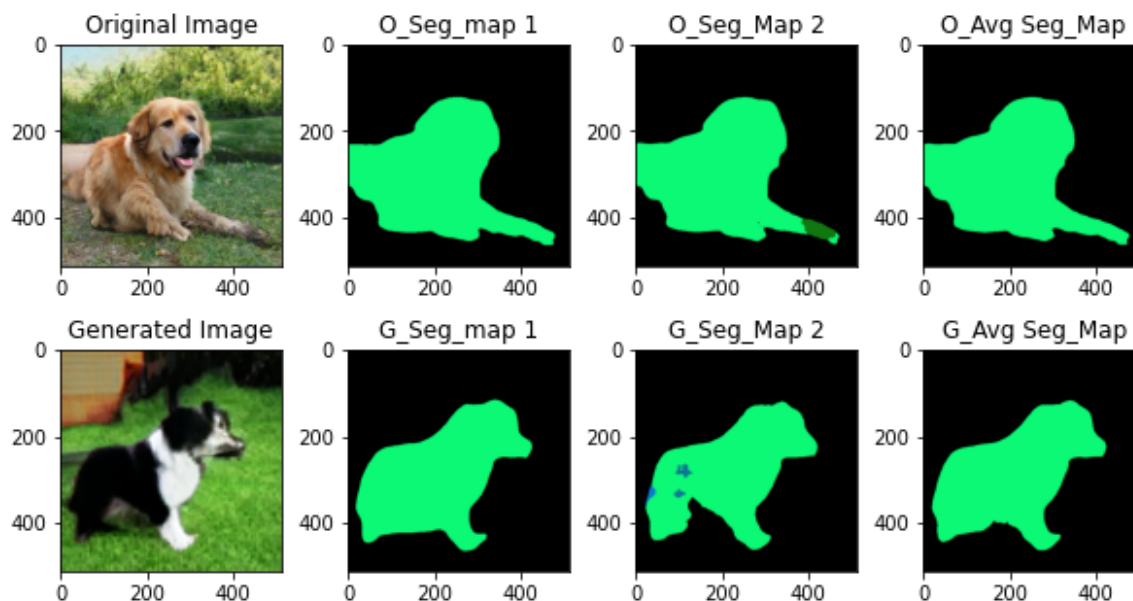 Original Image O_Seg_map 1 O_Seg_Map 2 O_Avg Seg_Map
0 0 0 0
200 200 200 200
400 400 400 400
0 200 400 0 200 400 0 200 400 0 200 400
Generated Image G_Seg_map 1 G_Seg_Map 2 G_Avg Seg_Map
0 0 0 0
200 200 200 200
400 400 400 400
0 200 400 0 200 400 0 200 400 0 200 400